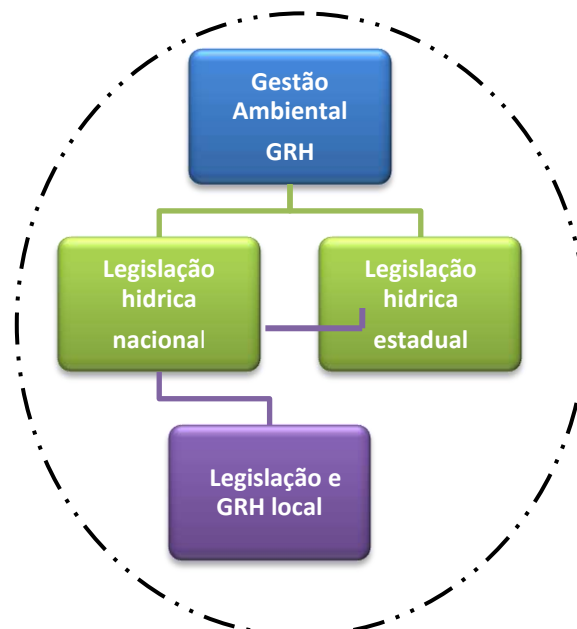 Gestão
Ambiental
GRH
Legislação
hidrica
nacional
Legislação
hidrica
estadual
Legislação e
GRH local